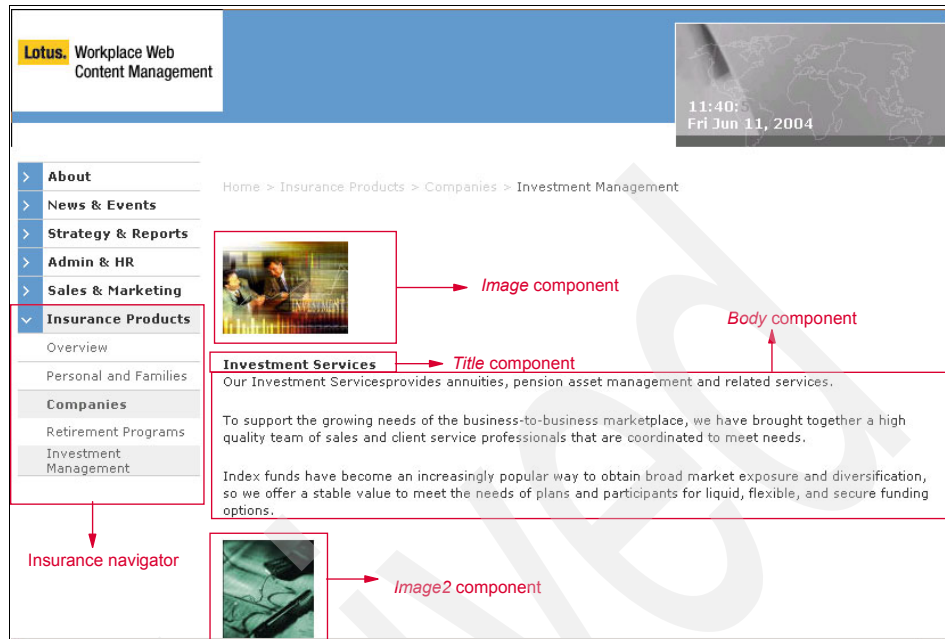 Lotus. Workplace Web
Content Management
11:40:
Fri Jun 11, 2004
About
News & Events
Strategy & Reports
Admin & HR
Sales & Marketing
Insurance Products
Overview
Personal and Families
Companies
Retirement Programs
Investment
Management
Insurance navigator
Home > Insurance Products > Companies > Investment Management
INVESTMENT
Image component
Body component
Investment Services
Title component
Our Investment Servicesprovides annuities, pension asset management and related services.
To support the growing needs of the business-to-business marketplace, we have brought together a high
quality team of sales and client service professionals that are coordinated to meet needs.
Index funds have become an increasingly popular way to obtain broad market exposure and diversification,
so we offer a stable value to meet the needs of plans and participants for liquid, flexible, and secure funding
options.
Image2 component